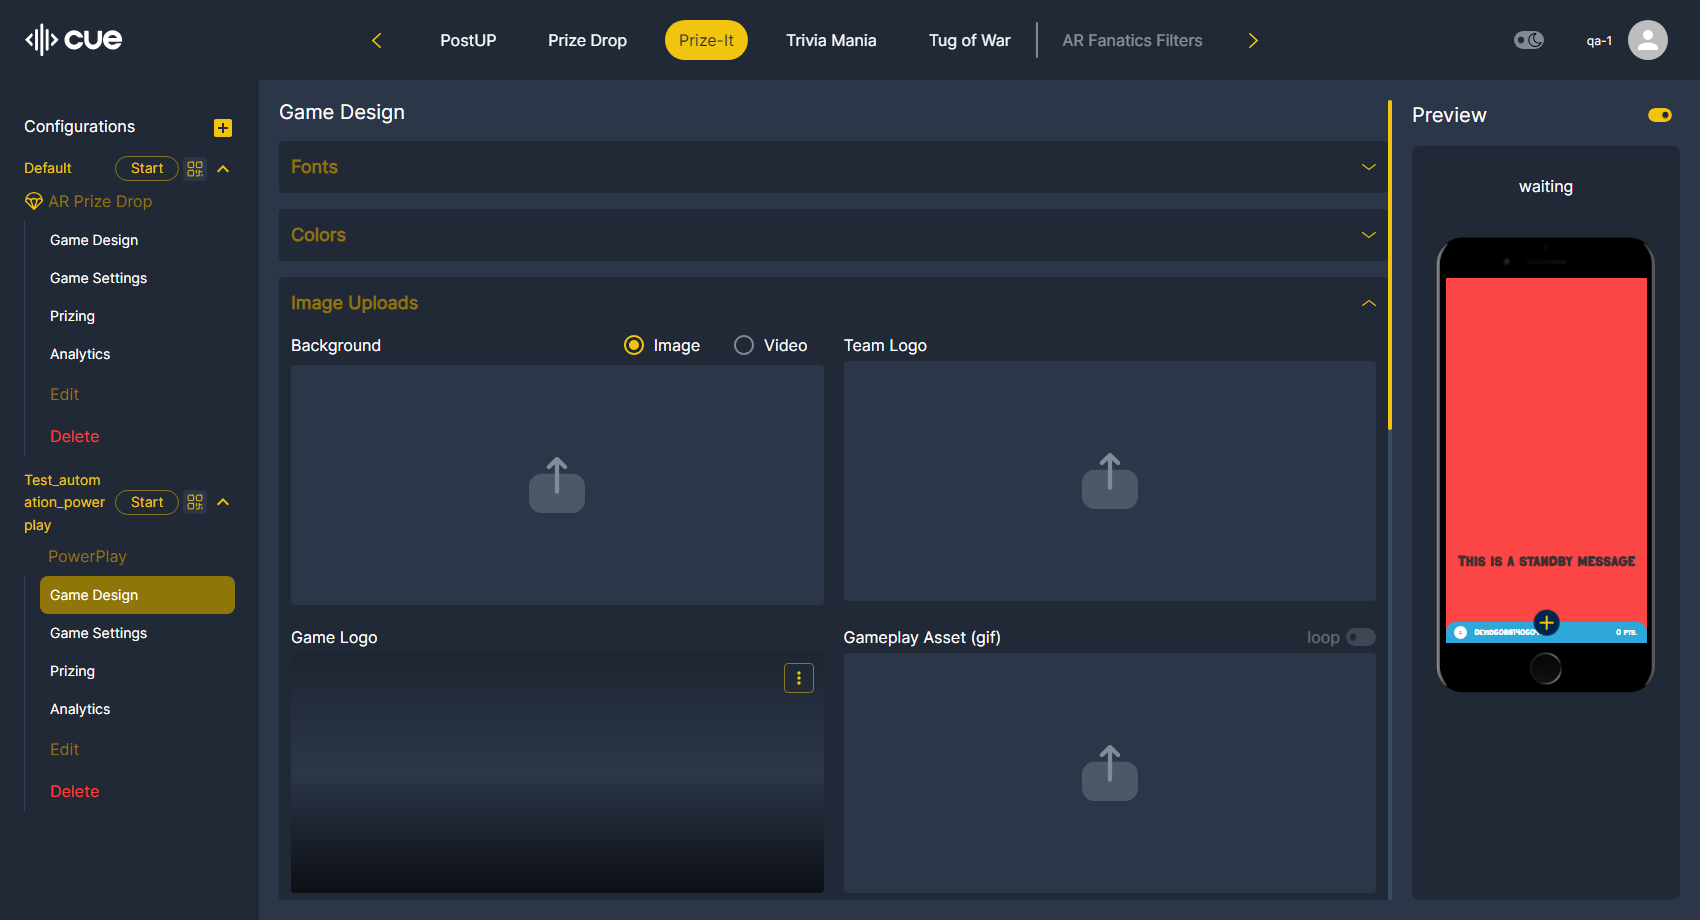 cue
PostUP
Prize Drop
Prize-It
Trivia Mania
Tug of War
AR Fanatics Filters
qa-1
Configurations
Default
Start
AR Prize Drop
Game Design
Game Settings
Prizing
Analytics
Edit
Delete
Test_autom
ation_power
play
Start
PowerPlay
Game Design
Game Settings
Prizing
Analytics
Edit
Delete
Game Design
Fonts
Colors
Image Uploads
Background
Image
Video
Team Logo
Game Logo
Gameplay Asset (gif)
loop
Preview
waiting
This is a standby message
0 PTS.